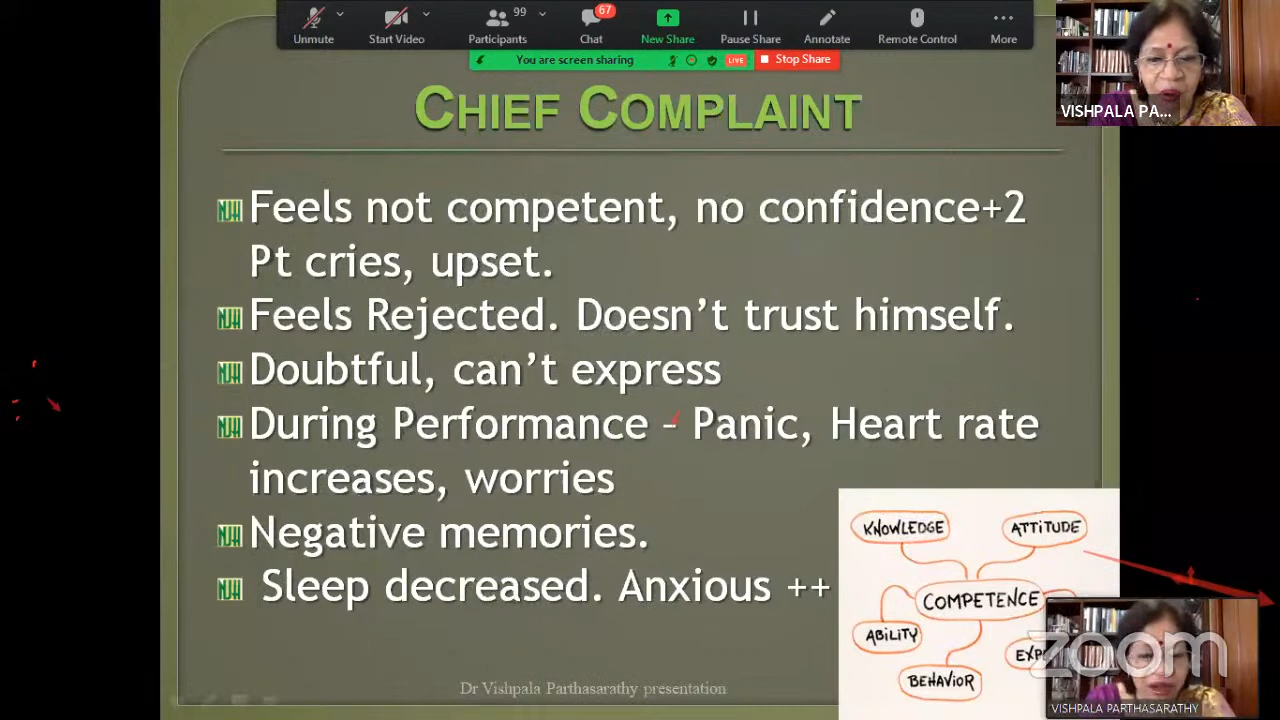 99
67
Unmute
Start Video
Participants
Chat
New Share
Pause Share
Annotate
Remote Control
More
You are screen sharing
LIVE
Stop Share
VISHPALA PA...
CHIEF COMPLAINT
Feels not competent, no confidence+2
Pt cries, upset.
Feels Rejected. Doesn't trust himself.
Doubtful, can't express
During Performance – Panic, Heart rate
increases, worries
Negative memories.
Sleep decreased. Anxious ++
KNOWLEDGE
ATTITUDE
COMPETENCE
ABILITY
BEHAVIOR
zoom
VISHPALA PARTHASARATHY
Dr Vishpala Parthasarathy presentation